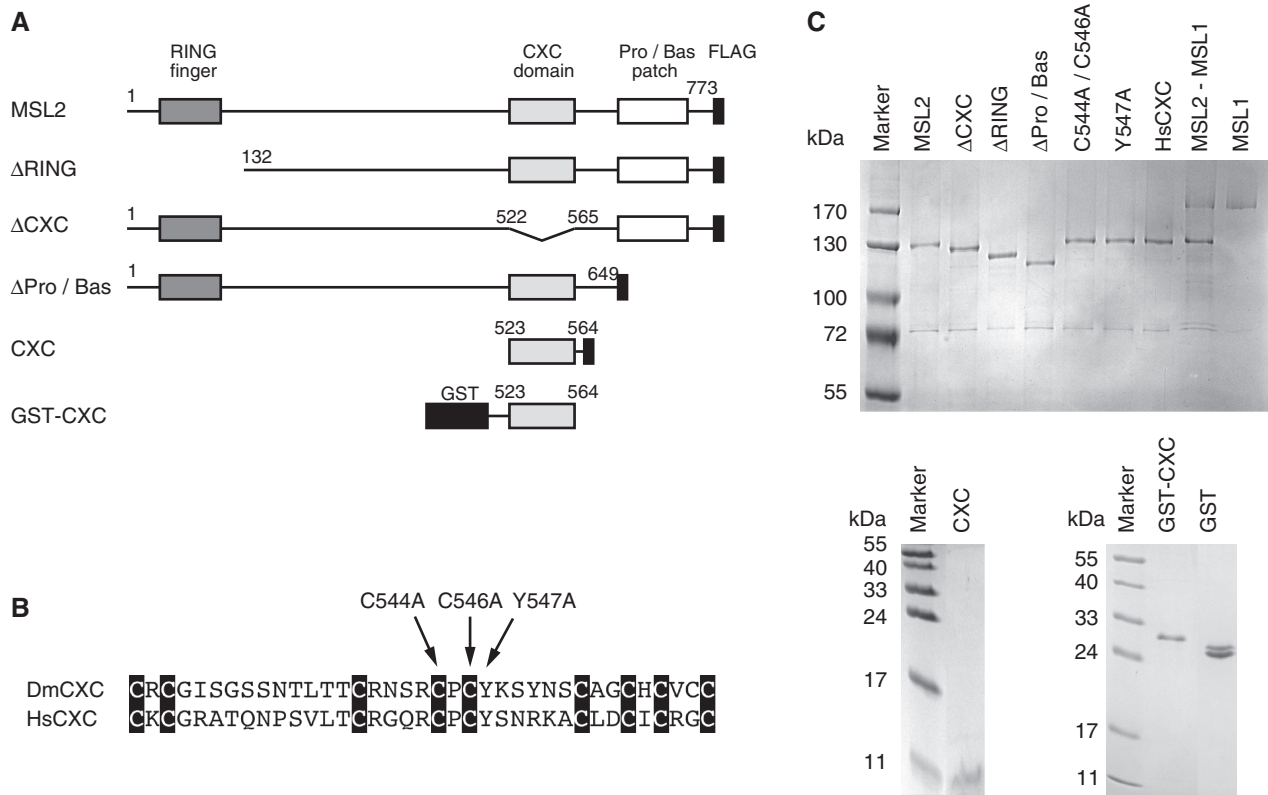 A
RING finger
CXC domain
Pro / Bas patch
FLAG
MSL2
1
773
ΔRING
132
ΔCXC
1
522
565
ΔPro / Bas
1
649
CXC
523
564
GST-CXC
GST
523
564
B
C544A
C546A
Y547A
DmCXC
CRCGISGSSNTLTTCRNSRCPCYKSYNSCAGCHCVCC
HsCXC
CKCGRATQNPSVLTCRGQRCPCYSNRKACLDCICRGC
C
kDa
Marker
MSL2
ΔCXC
ΔRING
ΔPro / Bas
C544A / C546A
Y547A
HsCXC
MSL2 - MSL1
MSL1
170
130
100
72
55
kDa
Marker
CXC
55
40
33
24
17
11
kDa
Marker
GST-CXC
GST
55
40
33
24
17
11